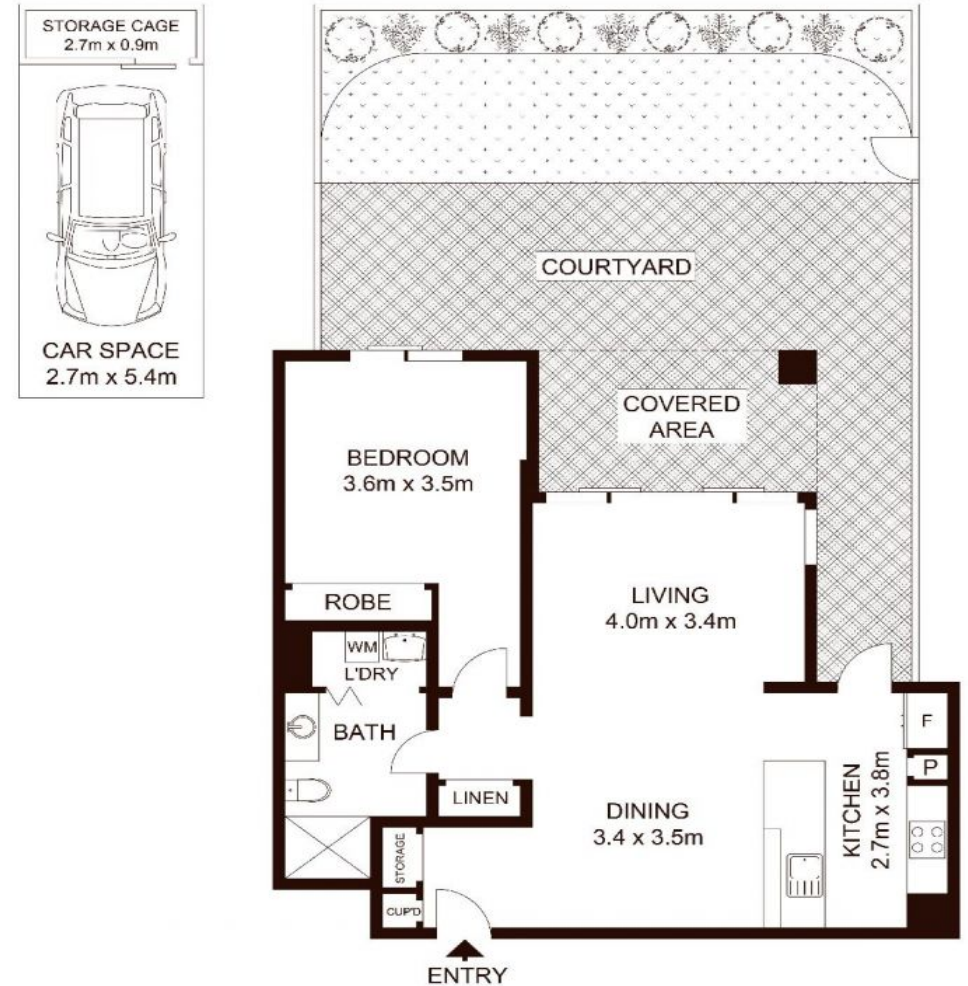 STORAGE CAGE
2.7m x 0.9m
CAR SPACE
2.7m x 5.4m
COURTYARD
COVERED
AREA
BEDROOM
3.6m x 3.5m
ROBE
LIVING
4.0m x 3.4m
WM
L'DRY
BATH
LINEN
STORAGE
CUP'D
DINING
3.4 x 3.5m
KITCHEN
2.7m x 3.8m
F
P
ENTRY